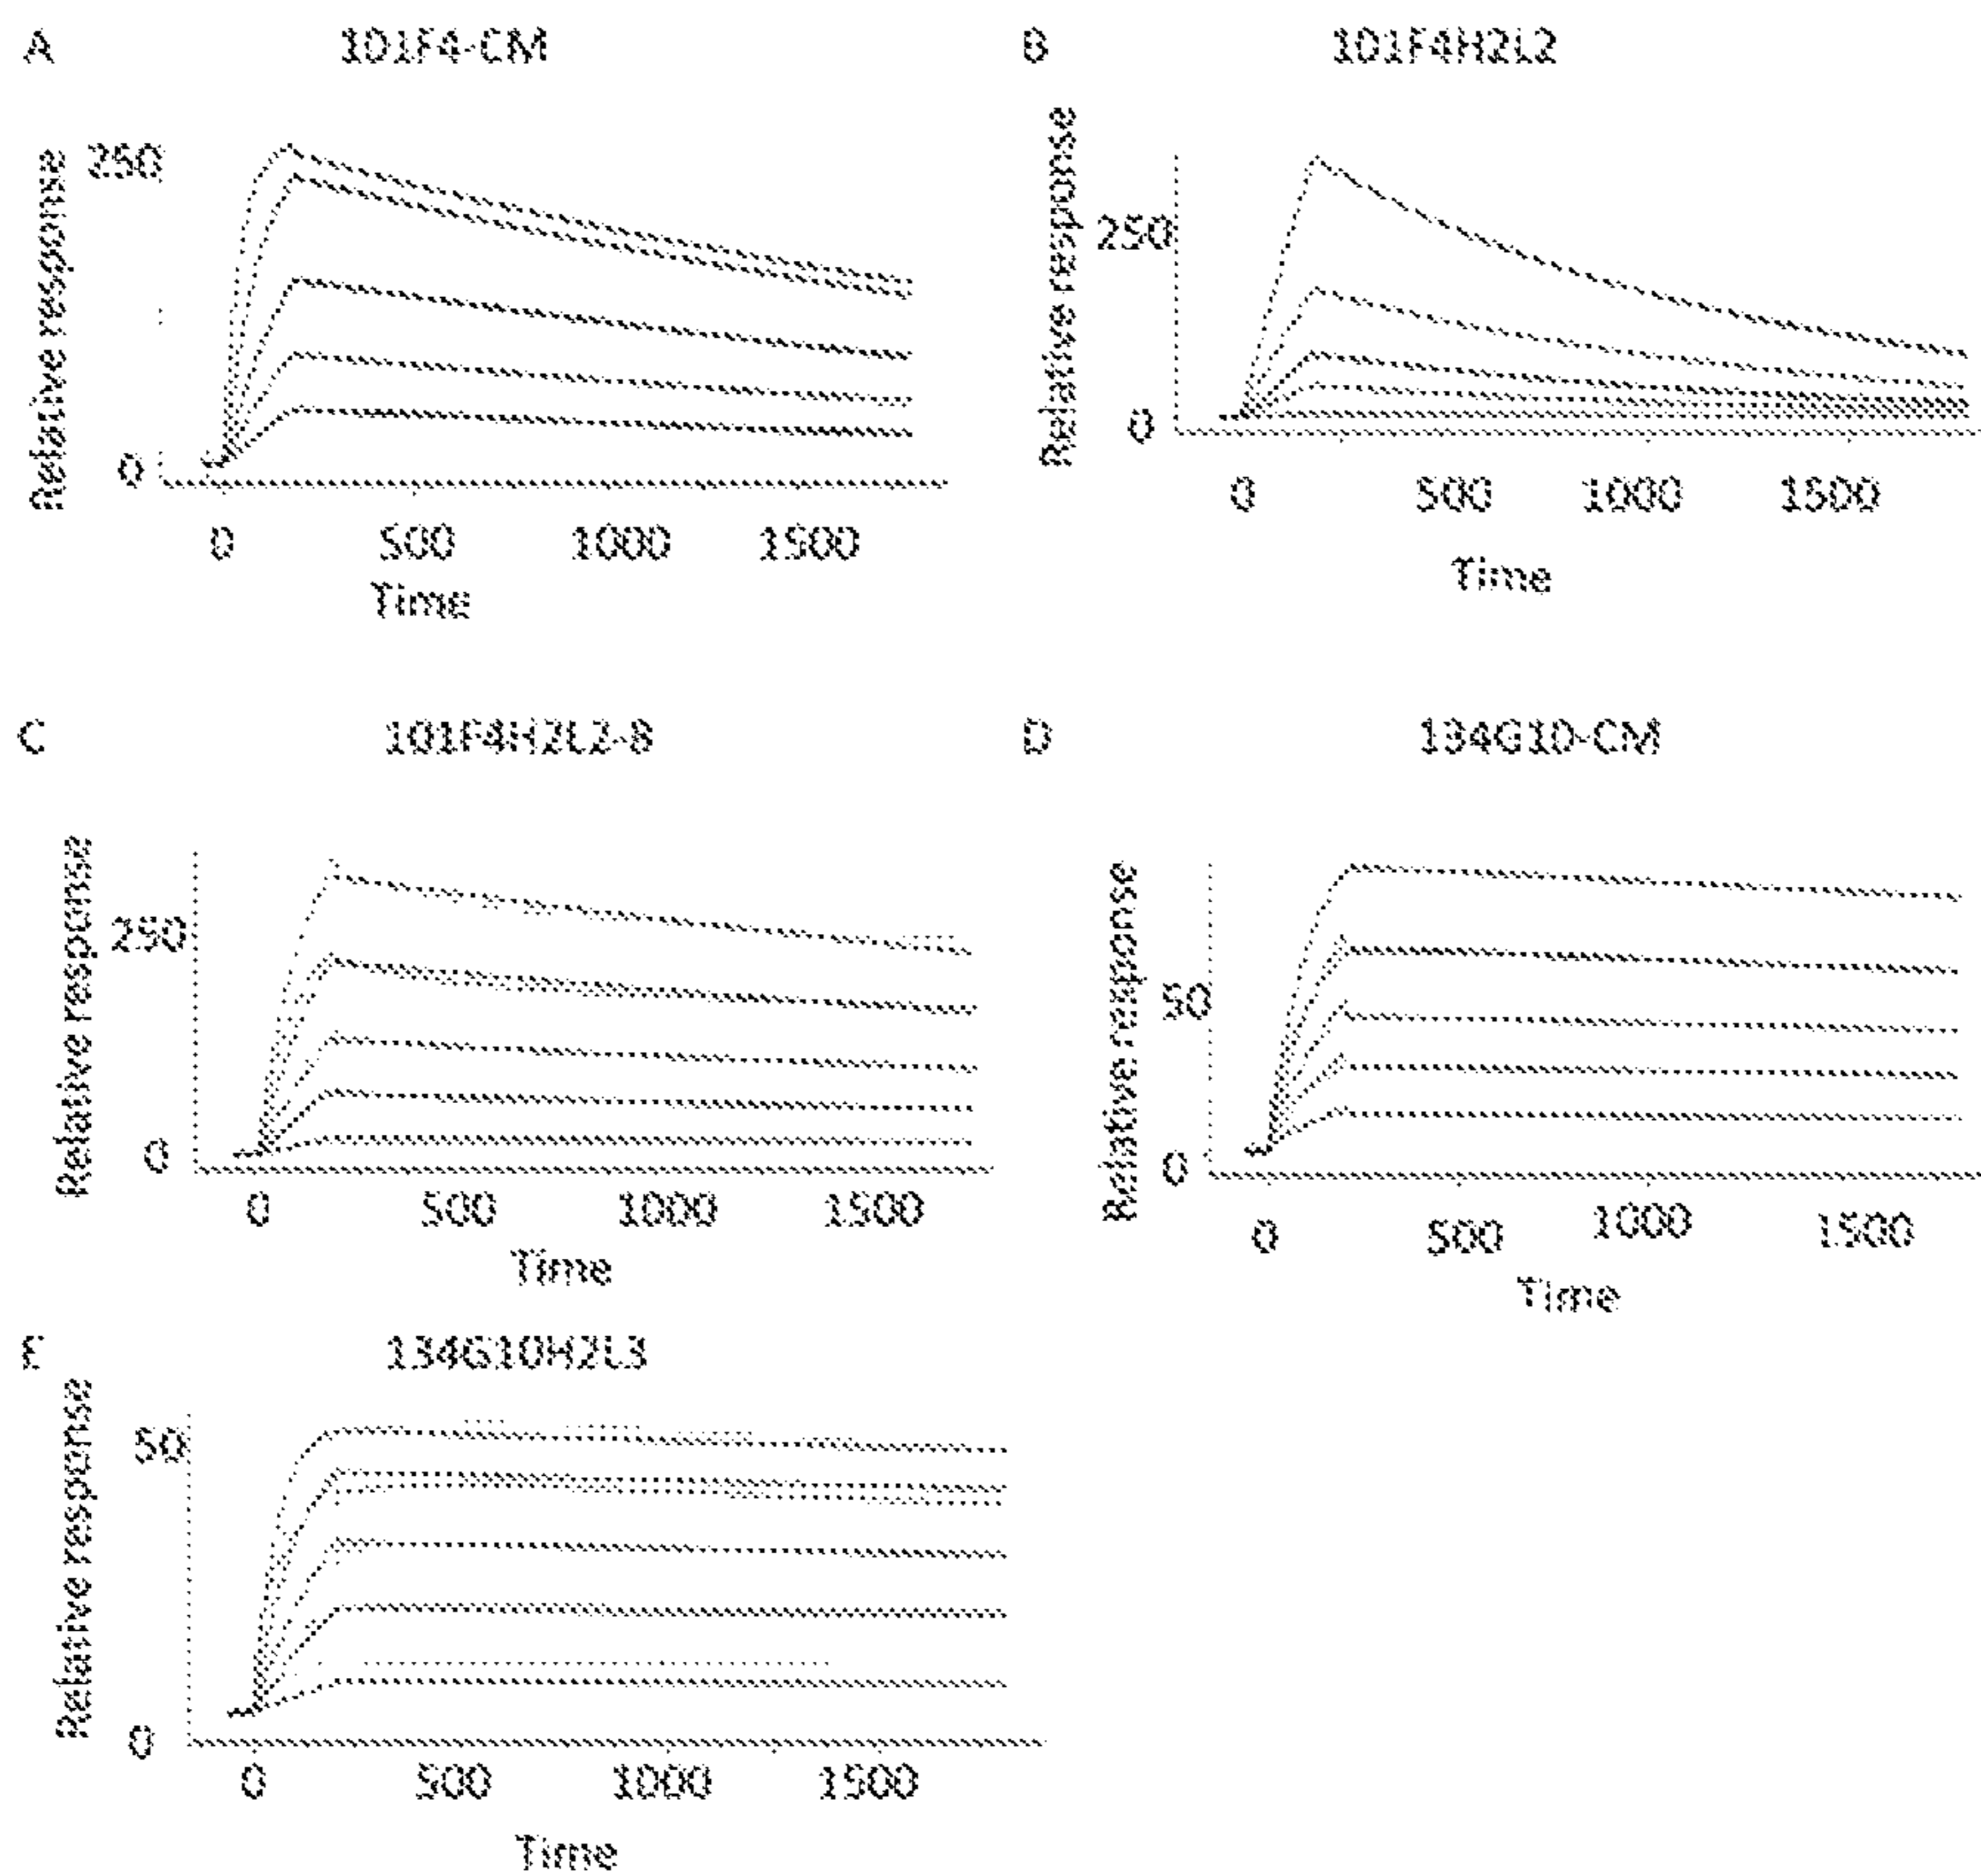 A 101F4-CM
Relative response
250
0
0 500 1000 1500
Time
B 101F4H2L2
Relative response
250
0
0 500 1000 1500
Time
C 101F4H2L2-8
Relative response
250
0
0 500 1000 1500
Time
D 134G10-CM
Relative response
50
0
0 500 1000 1500
Time
E 134G10H2L3
Relative response
50
0
0 500 1000 1500
Time